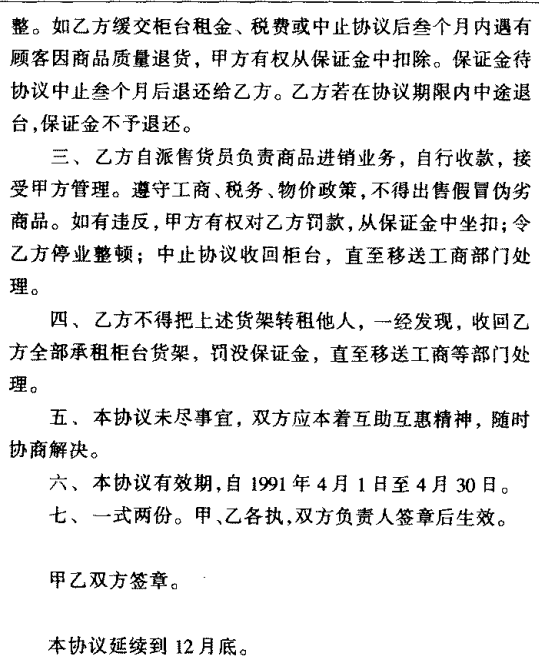 整。如乙方缓交柜台租金、税费或中止协议后叁个月内遇有
顾客因商品质量退货，甲方有权从保证金中扣除。保证金待
协议中止叁个月后退还给乙方。乙方若在协议期限内中途退
台,保证金不予退还。
三、乙方自派售货员负责商品进销业务，自行收款，接
受甲方管理。遵守工商、税务、物价政策,不得出售假冒伪劣
商品。如有违反,甲方有权对乙方罚款,从保证金中坐扣;令
乙方停业整顿；中止协议收回柜台，直至移送工商部门处
理。
四、乙方不得把上述货架转租他人，一经发现，收回乙
方全部承租柜台货架，罚没保证金，直至移送工商等部门处
理。
五、本协议未尽事宜，双方应本着互助互惠精神，随时
协商解决。
六、本协议有效期,自 1991 年 4 月 1 日至 4 月 30 日。
七、一式两份。甲、乙各执,双方负责人签章后生效。
甲乙双方签章。
本协议延续到 12 月底。